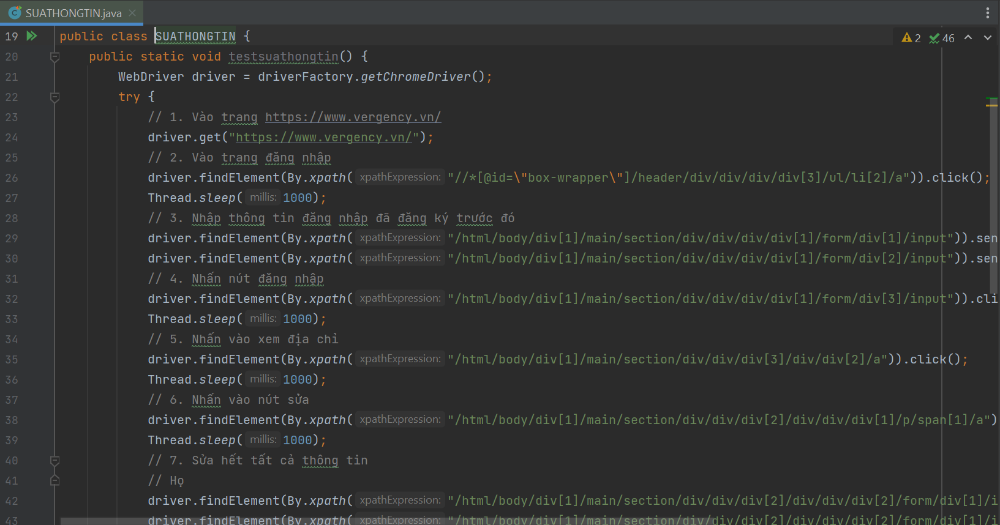 SUATHONGTIN.java
19 public class SUATHONGTIN {
2 46
20 public static void testsuathongtin() {
21 WebDriver driver = driverFactory.getChromeDriver();
22 try {
23 // 1. Vào trang https://www.vergency.vn/
24 driver.get("https://www.vergency.vn/");
25 // 2. Vào trang đăng nhập
26 driver.findElement(By.xpath( xpathExpression: "//*[@id=\"box-wrapper\"]/header/div/div/div/div[3]/ul/li[2]/a")).click();
27 Thread.sleep( millis: 1000);
28 // 3. Nhập thông tin đăng nhập đã đăng ký trước đó
29 driver.findElement(By.xpath( xpathExpression: "/html/body/div[1]/main/section/div/div/div/div[1]/form/div[1]/input")).sen
30 driver.findElement(By.xpath( xpathExpression: "/html/body/div[1]/main/section/div/div/div/div[1]/form/div[2]/input")).sen
31 // 4. Nhấn nút đăng nhập
32 driver.findElement(By.xpath( xpathExpression: "/html/body/div[1]/main/section/div/div/div/div[1]/form/div[3]/input")).cli
33 Thread.sleep( millis: 1000);
34 // 5. Nhấn vào xem địa chỉ
35 driver.findElement(By.xpath( xpathExpression: "/html/body/div[1]/main/section/div/div/div[3]/div/div[2]/a")).click();
36 Thread.sleep( millis: 1000);
37 // 6. Nhấn vào nút sửa
38 driver.findElement(By.xpath( xpathExpression: "/html/body/div[1]/main/section/div/div/div[2]/div/div/div[1]/p/span[1]/a")
39 Thread.sleep( millis: 1000);
40 // 7. Sửa hết tất cả thông tin
41 // Họ
42 driver.findElement(By.xpath( xpathExpression: "/html/body/div[1]/main/section/div/div/div[2]/div/div/div[2]/form/div[1]/i
43 driver.findElement(By.xpath( xpathExpression: "/html/body/div[1]/main/section/div/div/div[2]/div/div/div[2]/form/div[1]/i